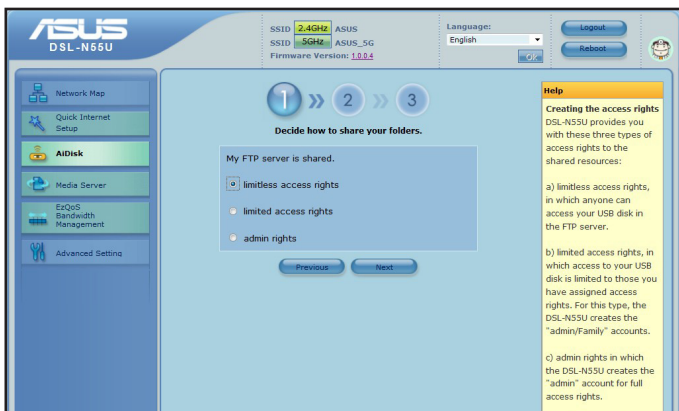 ASUS
DSL-N55U
SSID 2.4GHz ASUS
SSID 5GHz ASUS_5G
Firmware Version: 1.0.0.4
Language:
English
OK
Logout
Reboot
Network Map
Quick Internet
Setup
AiDisk
Media Server
EzQoS
Bandwidth
Management
Advanced Setting
1 » 2 » 3
Decide how to share your folders.
My FTP server is shared.
limitless access rights
limited access rights
admin rights
Previous
Next
Help
Creating the access rights
DSL-N55U provides you
with these three types of
access rights to the
shared resources:
a) limitless access rights,
in which anyone can
access your USB disk in
the FTP server.
b) limited access rights, in
which access to your USB
disk is limited to those you
have assigned access
rights. For this type, the
DSL-N55U creates the
"admin/Family" accounts.
c) admin rights in which
the DSL-N55U creates the
"admin" account for full
access rights.